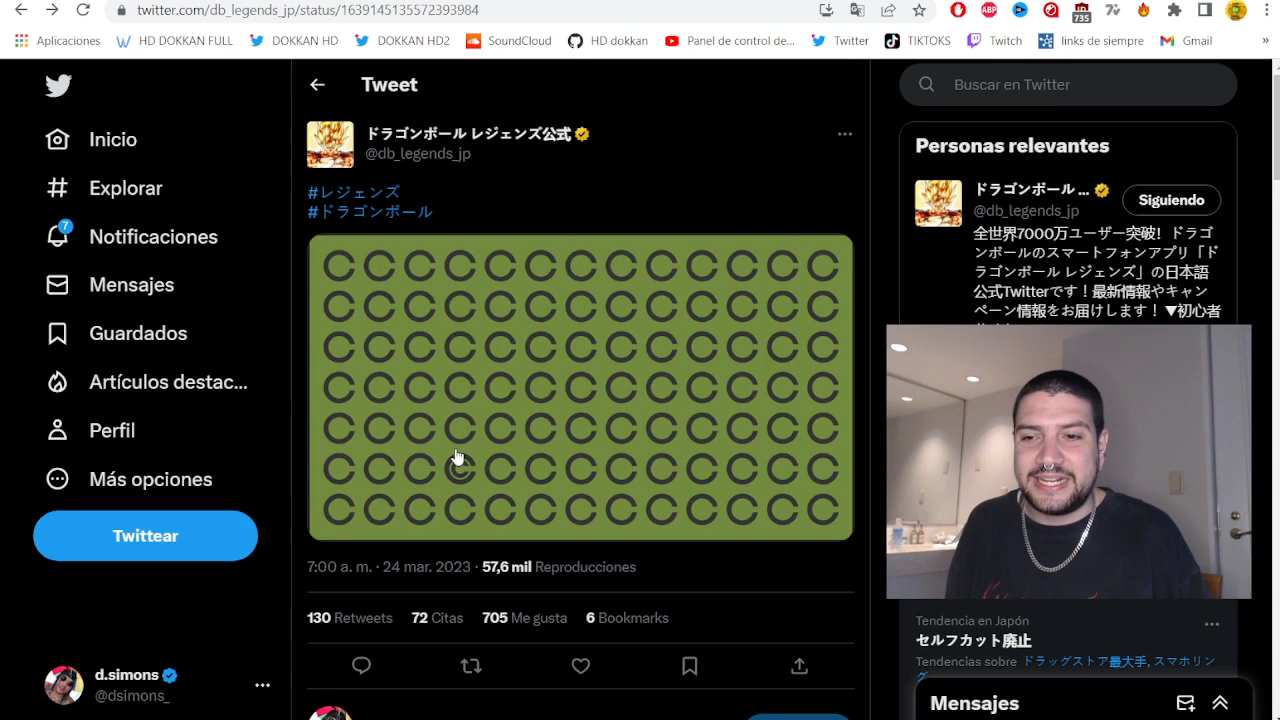 twitter.com/db_legends_jp/status/1639145135572393984
Aplicaciones
HD DOKKAN FULL
DOKKAN HD
DOKKAN HD2
SoundCloud
HD dokkan
Panel de control de...
Twitter
TIKTOKS
Twitch
links de siempre
Gmail
»
ABP
735
7v
Inicio
Explorar
7
Notificaciones
Mensajes
Guardados
Artículos destac...
Perfil
Más opciones
Twittear
d.simons
@dsimons_
Tweet
ドラゴンボール レジェンズ公式
@db_legends_jp
#レジェンズ
#ドラゴンボール
C C C C C C C C C C C C C
C C C C C C C C C C C C C
C C C C C C C C C C C C C
C C C C C C C C C C C C C
C C C C C C C C C C C C C
C C C C C C C C C C C C C
C C C C C C C C C C C C C
7:00 a. m. · 24 mar. 2023 · 57,6 mil Reproducciones
130 Retweets 72 Citas 705 Me gusta 6 Bookmarks
Buscar en Twitter
Personas relevantes
ドラゴンボール ...
@db_legends_jp
Siguiendo
全世界7000万ユーザー突破！ドラゴ
ンボールのスマートフォンアプリ「ド
ラゴンボール レジェンズ」の日本語
公式Twitterです！最新情報やキャン
ペーン情報をお届けします！▼初心者
Tendencia en Japón
セルフカット廃止
Tendencias sobre ドラッグストア最大手, スマホリン
グ
Mensajes